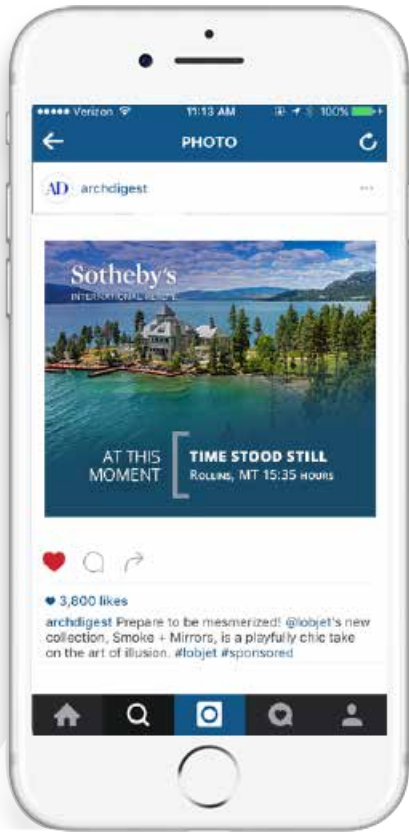 Verizon 11:13 AM 100%
PHOTO
AD archdigest
Sotheby's
INTERNATIONAL REALTY
AT THIS
MOMENT
TIME STOOD STILL
ROLLINS, MT 15:35 HOURS
3,800 likes
archdigest Prepare to be mesmerized! @lobjet's new
collection, Smoke + Mirrors, is a playfully chic take
on the art of illusion. #lobjet #sponsored